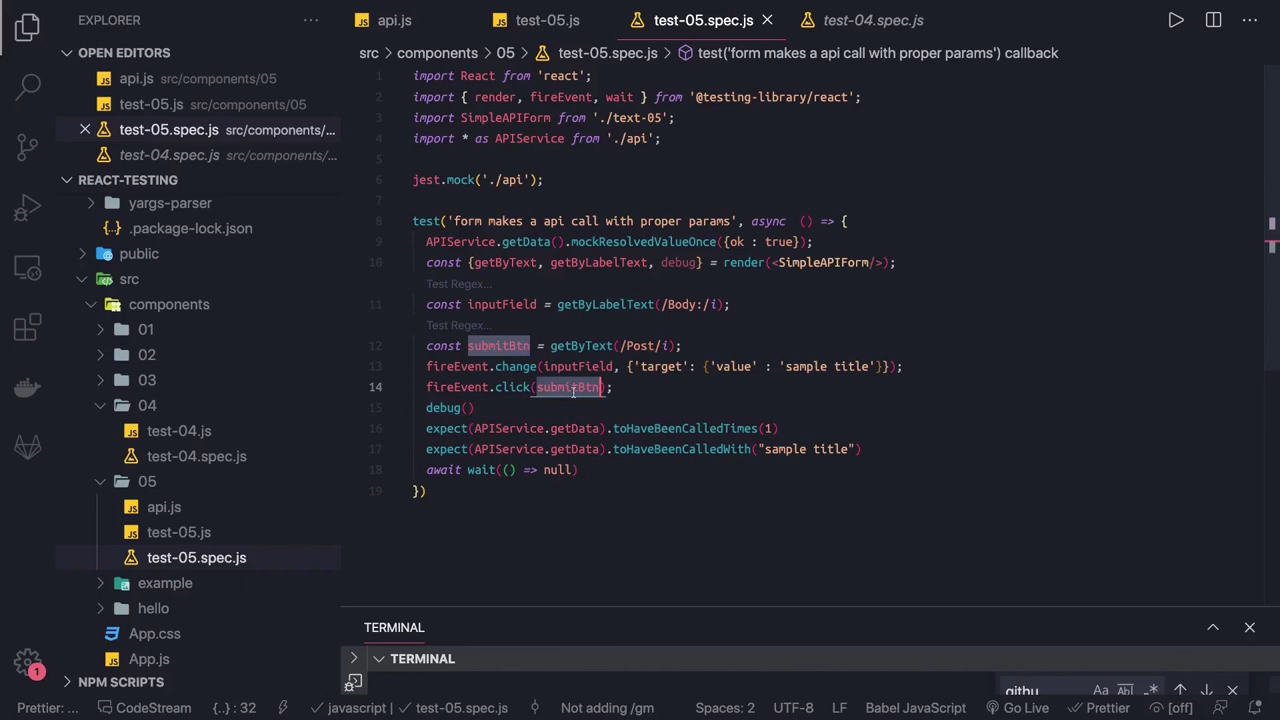 EXPLORER
OPEN EDITORS
api.js src/components/05
test-05.js src/components/05
test-05.spec.js src/components/...
test-04.spec.js src/components/...
REACT-TESTING
yargs-parser
.package-lock.json
public
src
components
01
02
03
04
test-04.js
test-04.spec.js
05
api.js
test-05.js
test-05.spec.js
example
hello
App.css
App.js
NPM SCRIPTS
1
api.js test-05.js test-05.spec.js test-04.spec.js
src > components > 05 > test-05.spec.js > test('form makes a api call with proper params') callback
1 import React from 'react';
2 import { render, fireEvent, wait } from '@testing-library/react';
3 import SimpleAPIForm from './text-05';
4 import * as APIService from './api';
5
6 jest.mock('./api');
7
8 test('form makes a api call with proper params', async () => {
9 APIService.getData().mockResolvedValueOnce({ok : true});
10 const {getByText, getByLabelText, debug} = render(<SimpleAPIForm/>);
Test Regex...
11 const inputField = getByLabelText(/Body:/i);
Test Regex...
12 const submitBtn = getByText(/Post/i);
13 fireEvent.change(inputField, {'target': {'value' : 'sample title'}});
14 fireEvent.click(submitBtn);
15 debug()
16 expect(APIService.getData).toHaveBeenCalledTimes(1)
17 expect(APIService.getData).toHaveBeenCalledWith("sample title")
18 await wait(() => null)
19 })
TERMINAL
TERMINAL
githu Aa Abl .*
Prettier: ... {..} : 32 CodeStream javascript | ✓ test-05.spec.js Not adding /gm Spaces: 2 UTF-8 LF Babel JavaScript Go Live Prettier [off]